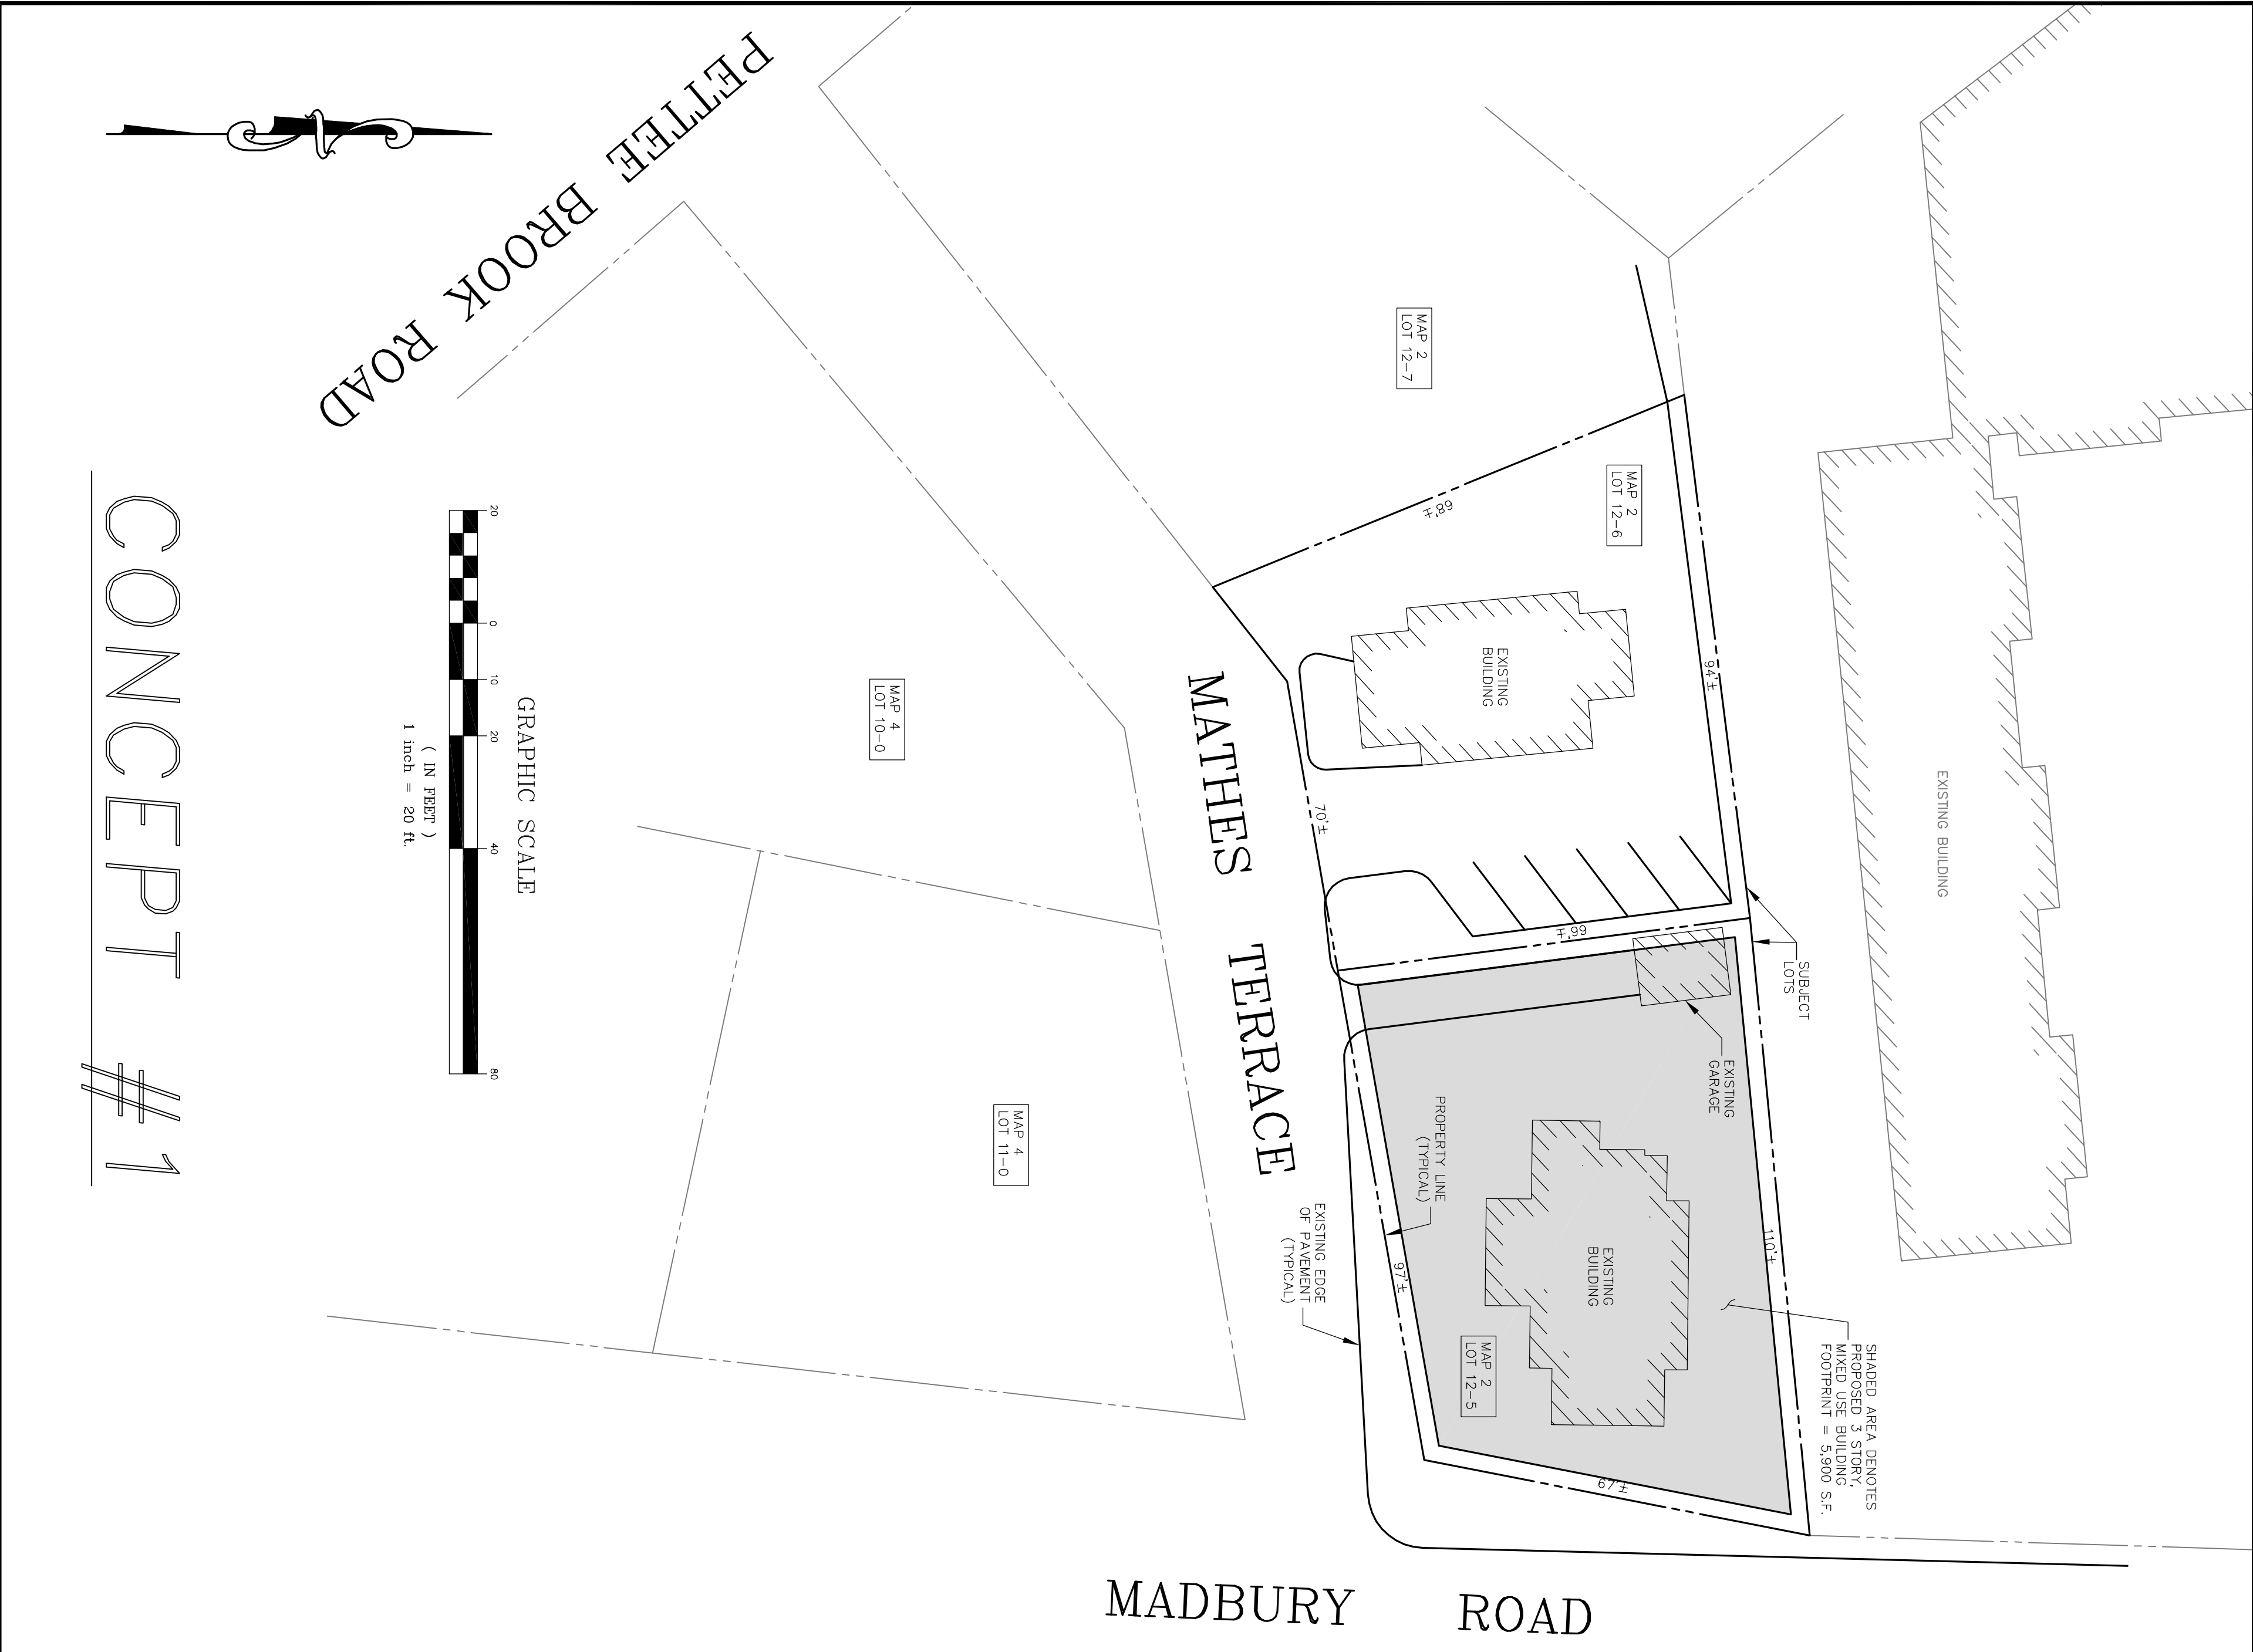 PETTEE BROOK ROAD
MAP 2
LOT 12-7
MAP 2
LOT 12-6
68'±
94'±
EXISTING
BUILDING
EXISTING BUILDING
70'±
66'±
MATHES TERRACE
SUBJECT
LOTS
EXISTING
GARAGE
PROPERTY LINE
(TYPICAL)
EXISTING EDGE
OF PAVEMENT
(TYPICAL)
97'±
110'±
67'±
EXISTING
BUILDING
MAP 2
LOT 12-5
SHADED AREA DENOTES
PROPOSED 3 STORY,
MIXED USE BUILDING
FOOTPRINT = 5,900 S.F.
MAP 4
LOT 10-0
MAP 4
LOT 11-0
MADBURY ROAD
GRAPHIC SCALE
20 0 10 20 40 80
( IN FEET )
1 inch = 20 ft.
CONCEPT #1